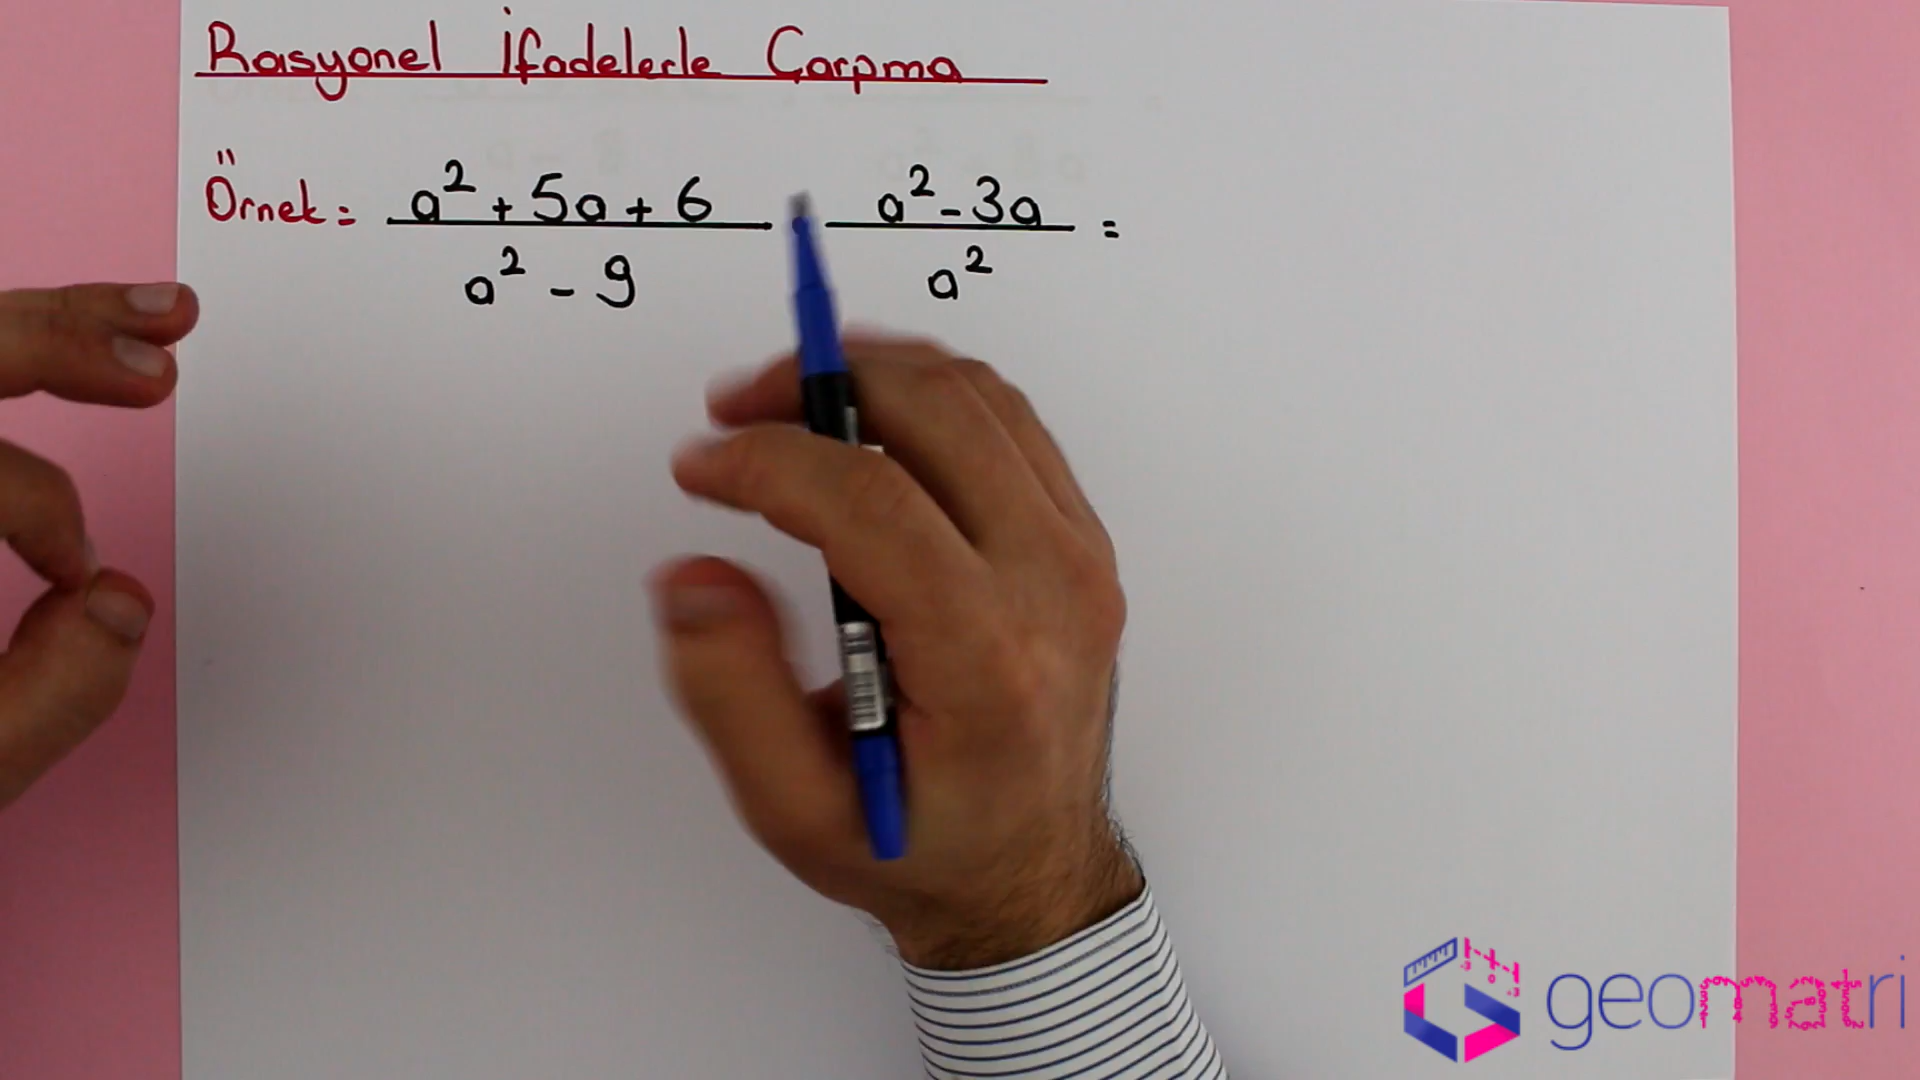 Rasyonel İfadelerle Çarpma
Örnek = a² + 5a + 6 / a² - 9 · a² - 3a / a² =
geomatri